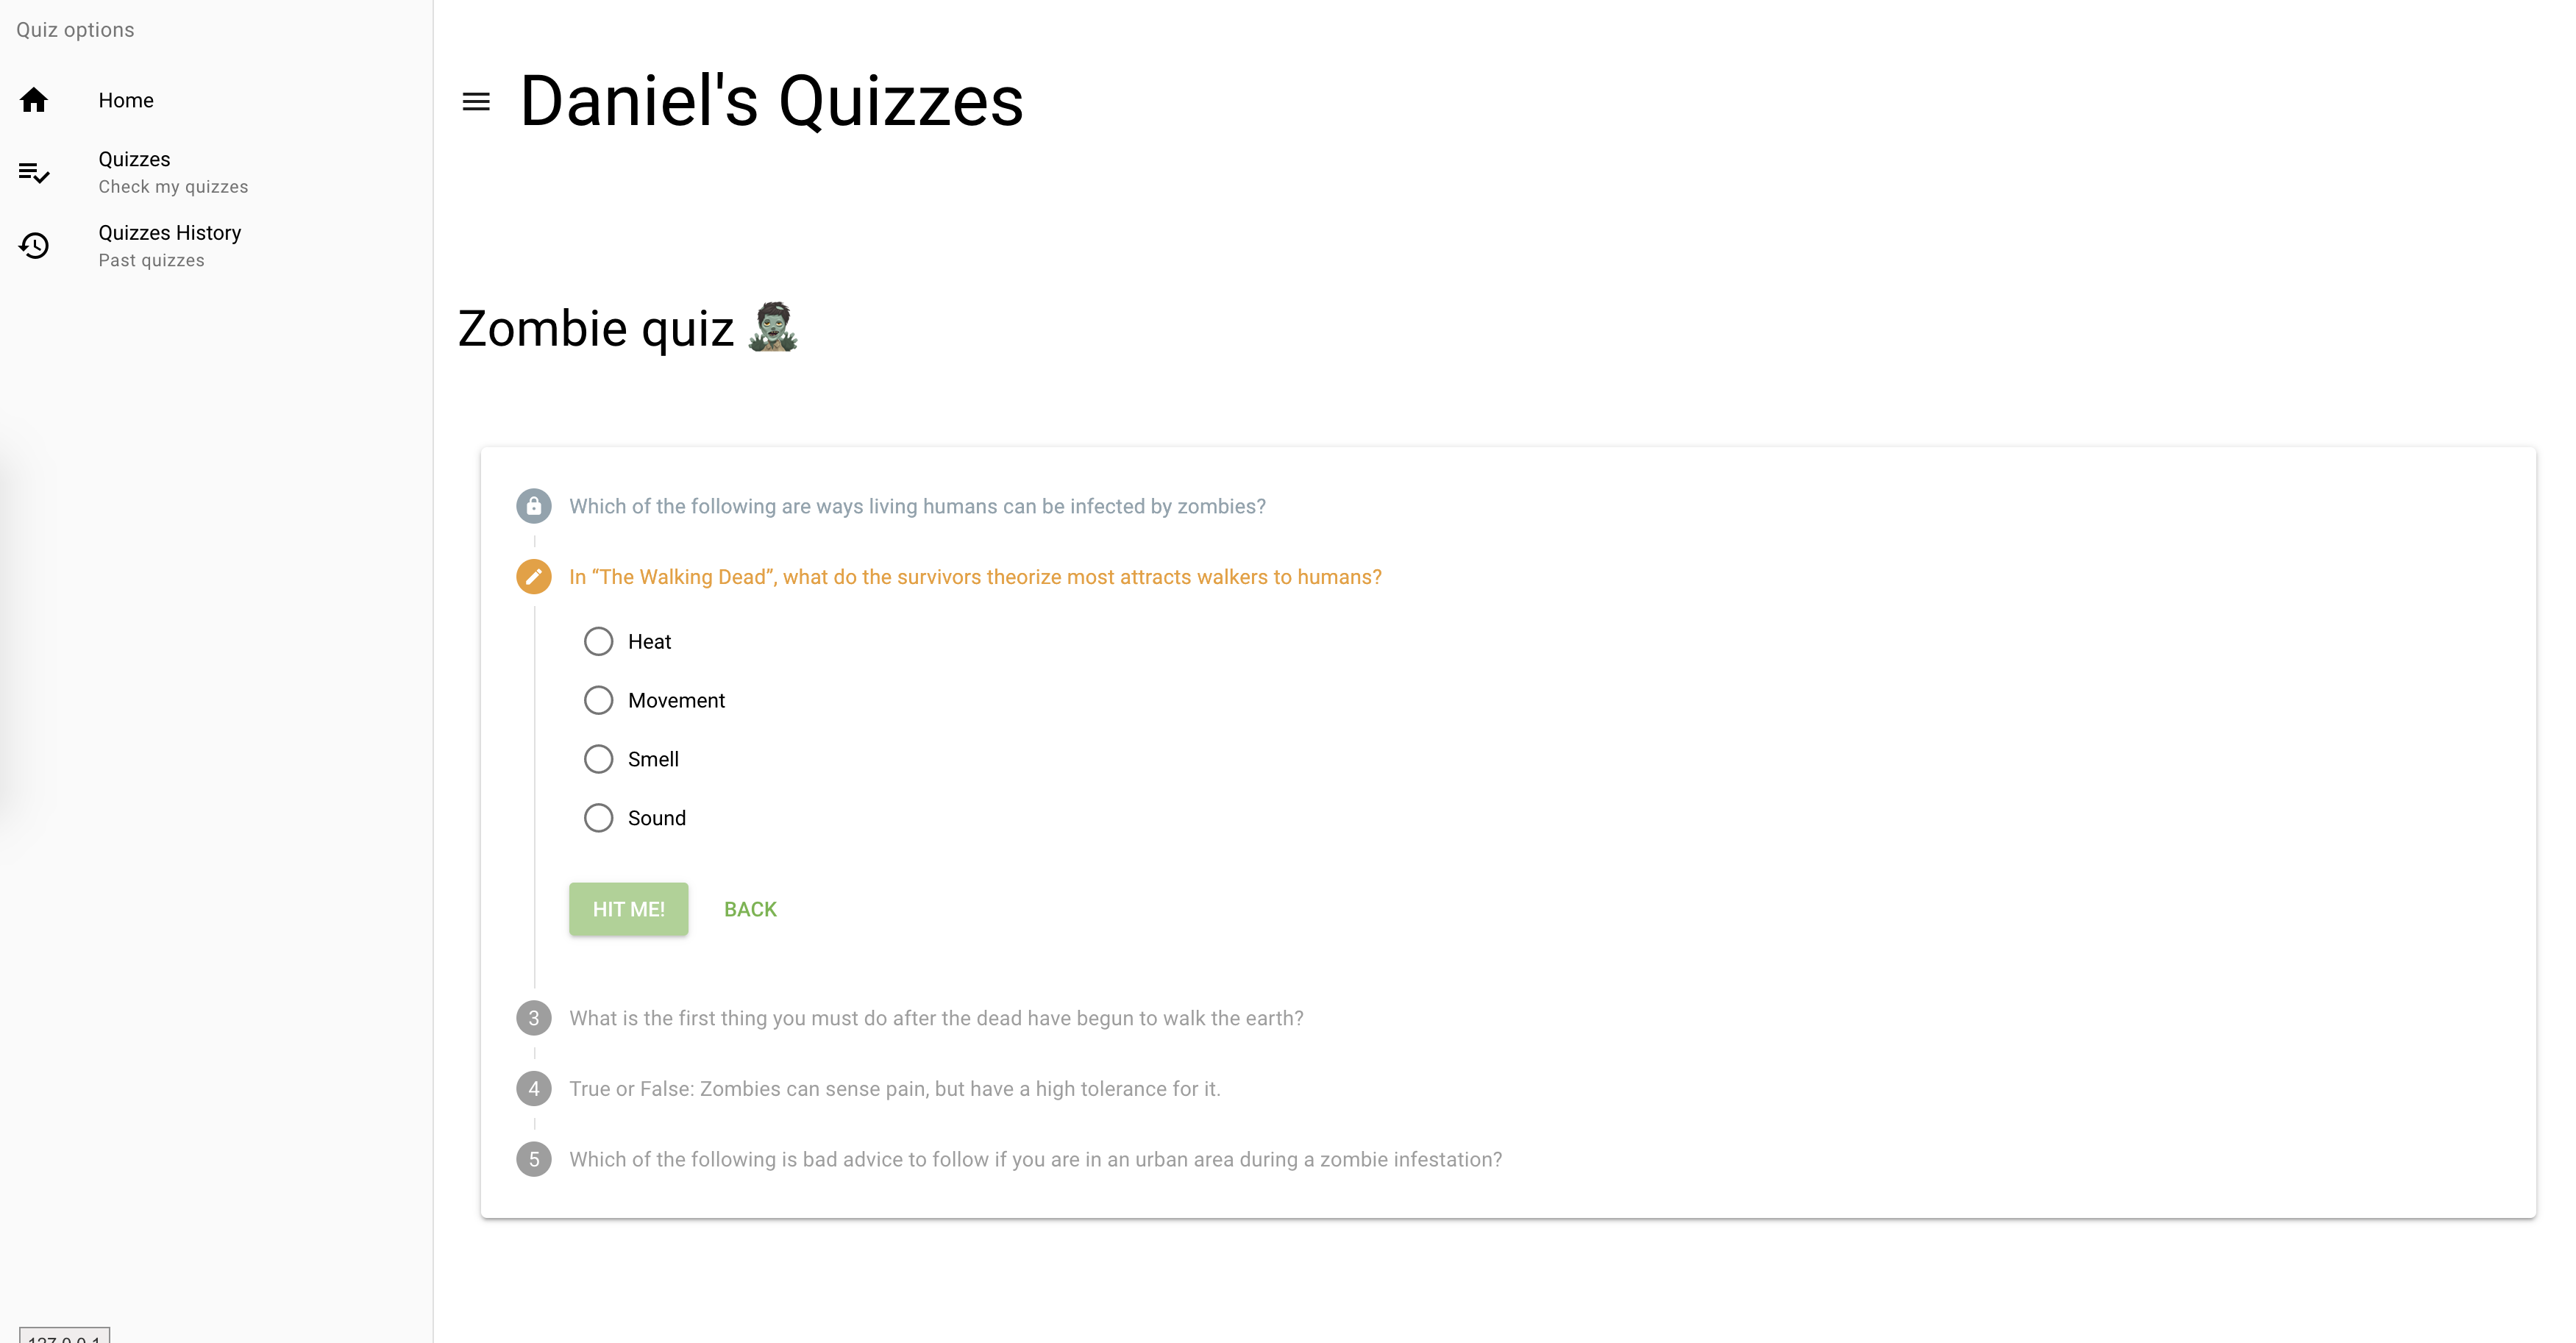 Quiz options
Home
Quizzes
Check my quizzes
Quizzes History
Past quizzes
Daniel's Quizzes
Zombie quiz 🧟
Which of the following are ways living humans can be infected by zombies?
In “The Walking Dead”, what do the survivors theorize most attracts walkers to humans?
Heat
Movement
Smell
Sound
HIT ME!
BACK
3 What is the first thing you must do after the dead have begun to walk the earth?
4 True or False: Zombies can sense pain, but have a high tolerance for it.
5 Which of the following is bad advice to follow if you are in an urban area during a zombie infestation?
127.0.0.1